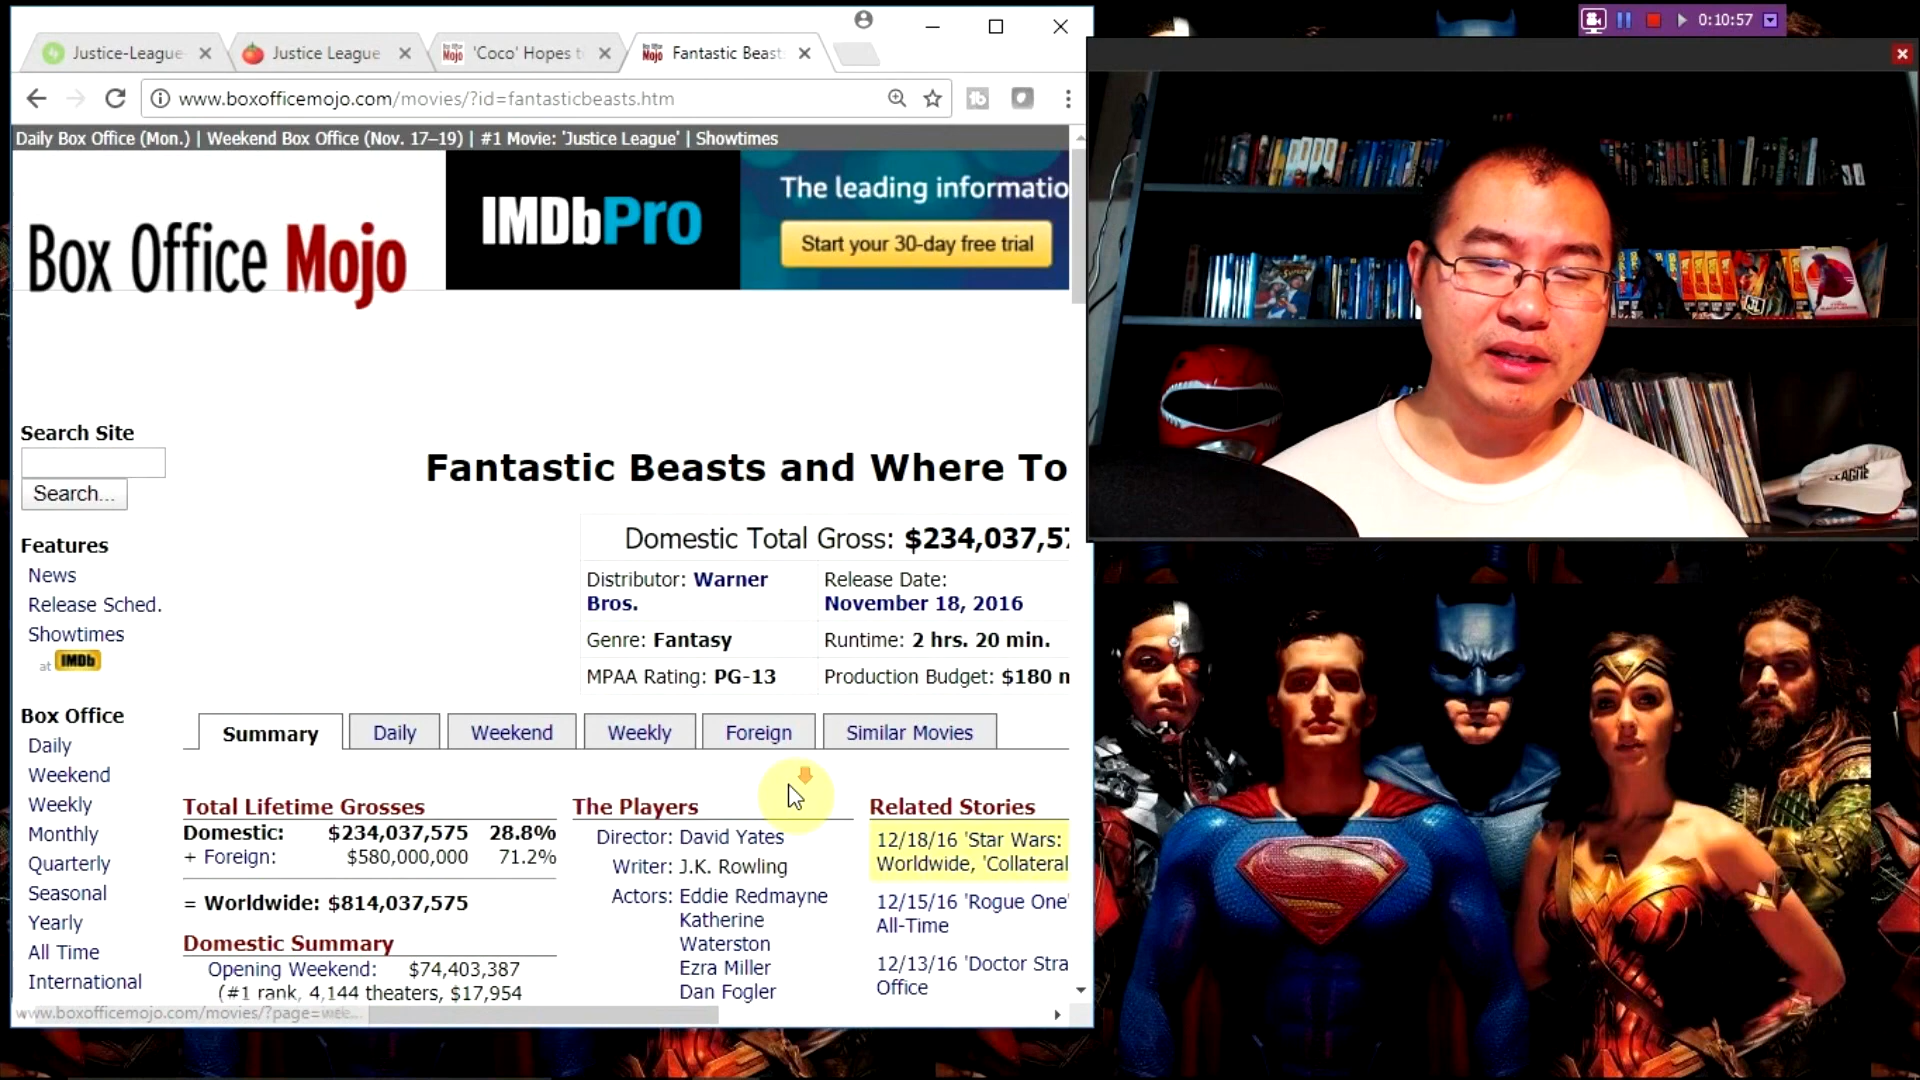 0:10:57
Justice-League
Justice League
'Coco' Hopes t
Fantastic Beast
www.boxofficemojo.com/movies/?id=fantasticbeasts.htm
Daily Box Office (Mon.) | Weekend Box Office (Nov. 17–19) | #1 Movie: 'Justice League' | Showtimes
Box Office Mojo
IMDbPro
The leading informatio
Start your 30-day free trial
Search Site
Search...
Fantastic Beasts and Where To
Domestic Total Gross: $234,037,57
Distributor: Warner Bros.
Release Date: November 18, 2016
Genre: Fantasy
Runtime: 2 hrs. 20 min.
MPAA Rating: PG-13
Production Budget: $180 m
Features
News
Release Sched.
Showtimes
at IMDb
Box Office
Daily
Weekend
Weekly
Monthly
Quarterly
Seasonal
Yearly
All Time
International
Summary
Daily
Weekend
Weekly
Foreign
Similar Movies
Total Lifetime Grosses
Domestic: $234,037,575 28.8%
+ Foreign: $580,000,000 71.2%
= Worldwide: $814,037,575
Domestic Summary
Opening Weekend: $74,403,387
(#1 rank, 4,144 theaters, $17,954
The Players
Director: David Yates
Writer: J.K. Rowling
Actors: Eddie Redmayne
Katherine
Waterston
Ezra Miller
Dan Fogler
Related Stories
12/18/16 'Star Wars:
Worldwide, 'Collateral
12/15/16 'Rogue One'
All-Time
12/13/16 'Doctor Stra
Office
www.boxofficemojo.com/movies/?page=wee...